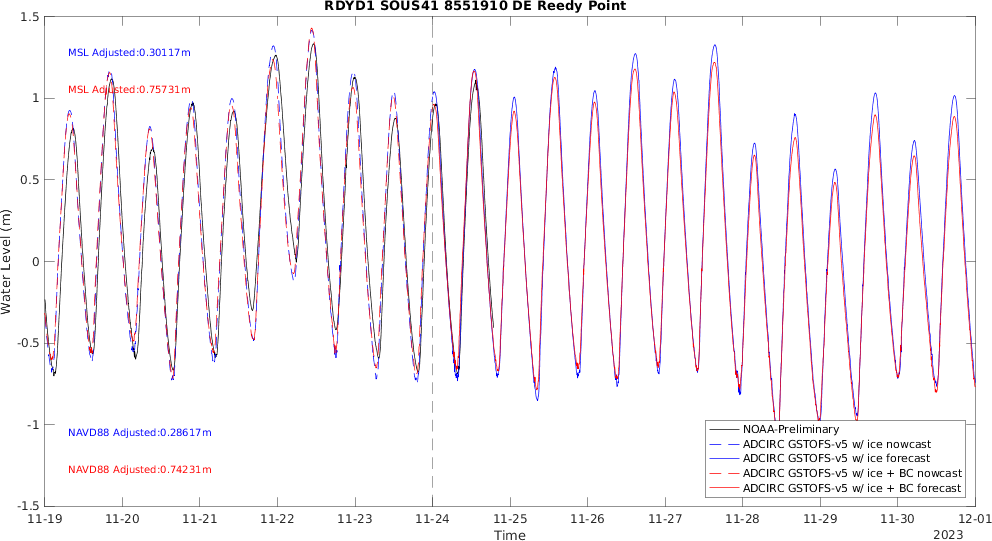 RDYD1 SOUS41 8551910 DE Reedy Point
1.5
MSL Adjusted:0.30117m
1
MSL Adjusted:0.75731m
0.5
0
Water Level (m)
-0.5
-1
NAVD88 Adjusted:0.28617m
NAVD88 Adjusted:0.74231m
-1.5
NOAA-Preliminary
ADCIRC GSTOFS-v5 w/ ice nowcast
ADCIRC GSTOFS-v5 w/ ice forecast
ADCIRC GSTOFS-v5 w/ ice + BC nowcast
ADCIRC GSTOFS-v5 w/ ice + BC forecast
11-19 11-20 11-21 11-22 11-23 11-24 11-25 11-26 11-27 11-28 11-29 11-30 12-01
Time
2023